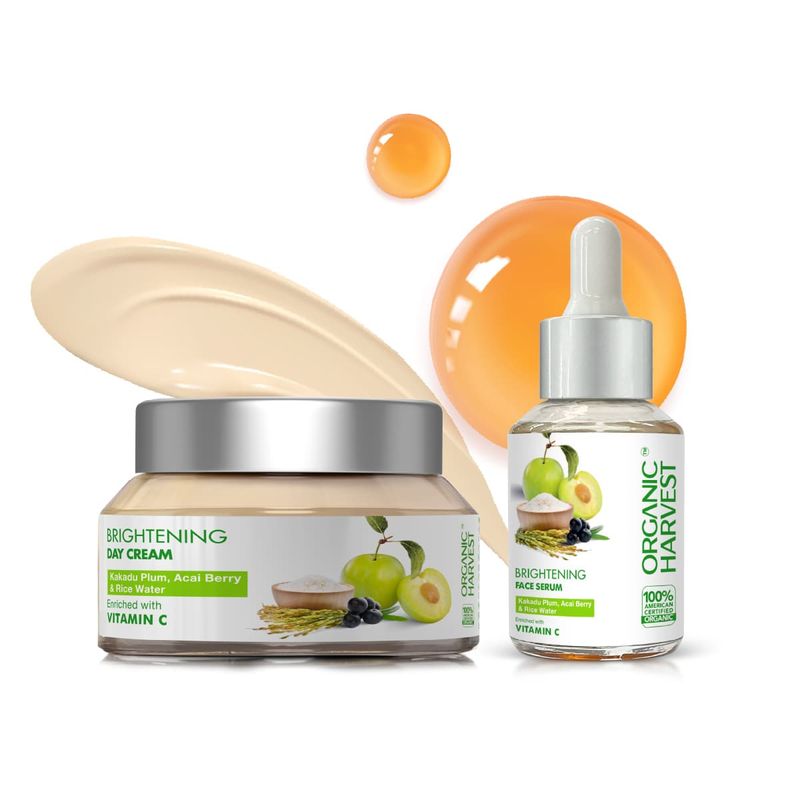 BRIGHTENING
DAY CREAM
Kakadu Plum, Acai Berry
& Rice Water
Enriched with
VITAMIN C
ORGANIC
HARVEST
100%
BRIGHTENING
FACE SERUM
Kakadu Plum, Acai Berry
& Rice Water
Enriched with
VITAMIN C
ORGANIC
HARVEST
100%
AMERICAN
CERTIFIED
ORGANIC